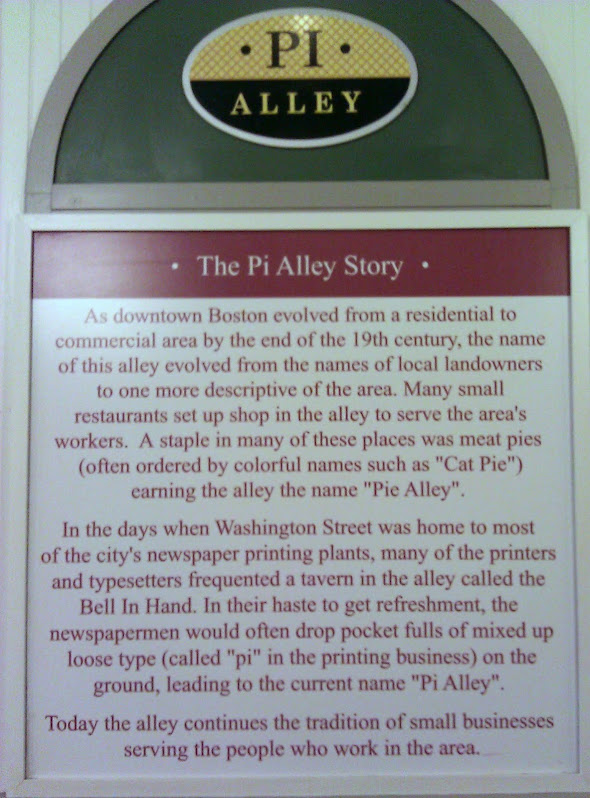 • PI •
ALLEY
• The Pi Alley Story •
As downtown Boston evolved from a residential to
commercial area by the end of the 19th century, the name
of this alley evolved from the names of local landowners
to one more descriptive of the area. Many small
restaurants set up shop in the alley to serve the area's
workers. A staple in many of these places was meat pies
(often ordered by colorful names such as "Cat Pie")
earning the alley the name "Pie Alley".
In the days when Washington Street was home to most
of the city's newspaper printing plants, many of the printers
and typesetters frequented a tavern in the alley called the
Bell In Hand. In their haste to get refreshment, the
newspapermen would often drop pocket fulls of mixed up
loose type (called "pi" in the printing business) on the
ground, leading to the current name "Pi Alley".
Today the alley continues the tradition of small businesses
serving the people who work in the area.